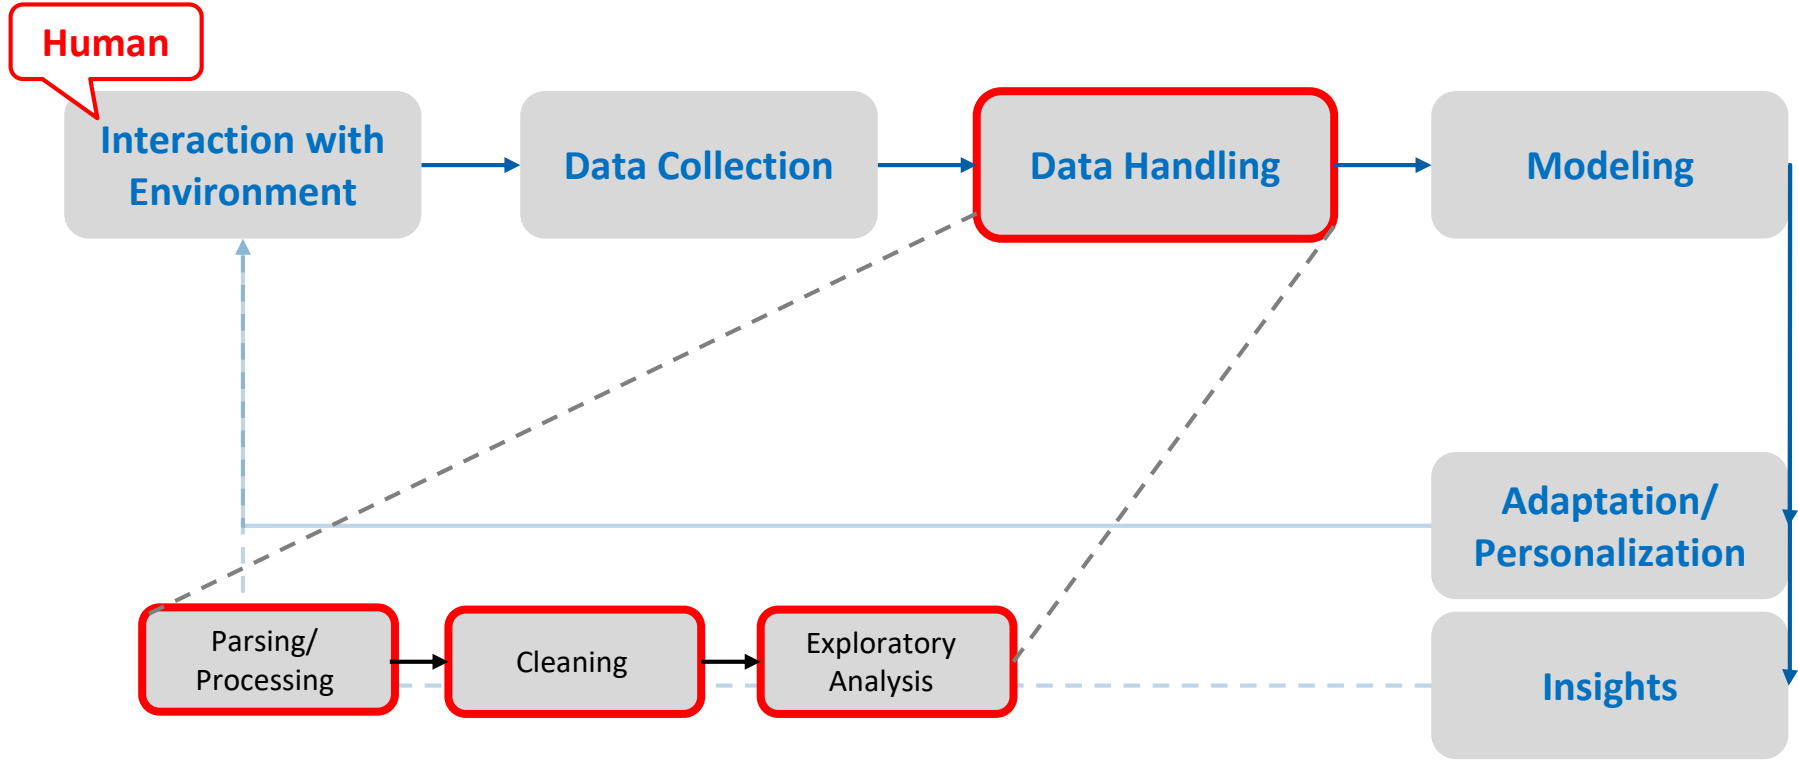 Human
Interaction with
Environment
Data Collection
Data Handling
Modeling
Adaptation/
Personalization
Parsing/
Processing
Cleaning
Exploratory
Analysis
Insights